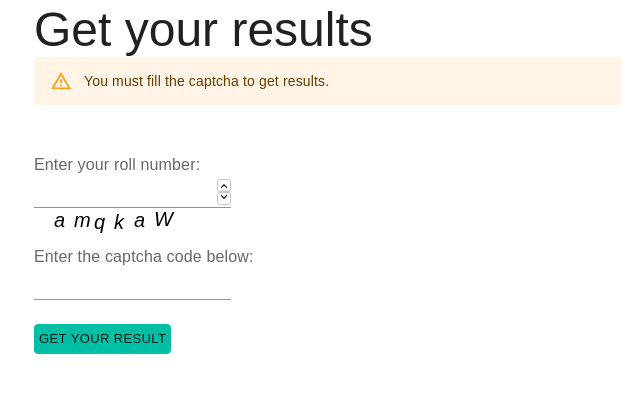 Get your results
You must fill the captcha to get results.
Enter your roll number:
a m q k a W
Enter the captcha code below:
GET YOUR RESULT